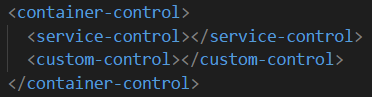 <container-control>
  <service-control></service-control>
  <custom-control></custom-control>
</container-control>